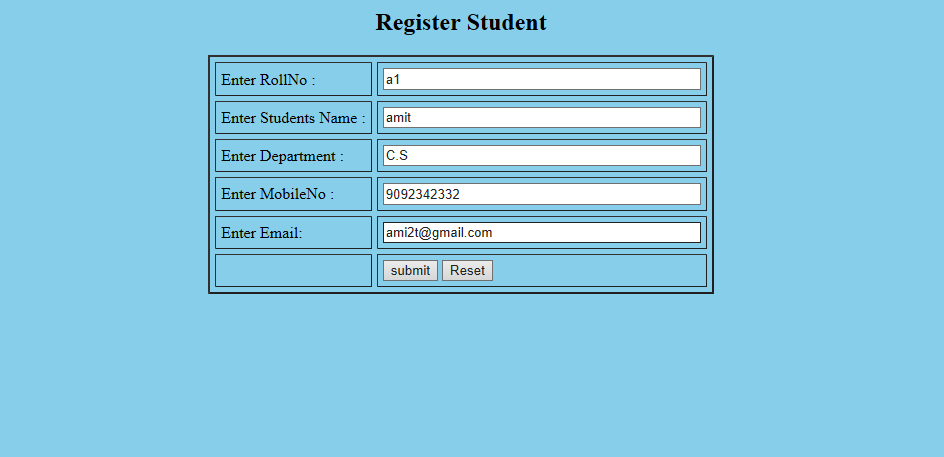 Register Student
Enter RollNo : a1
Enter Students Name : amit
Enter Department : C.S
Enter MobileNo : 9092342332
Enter Email: ami2t@gmail.com
submit Reset